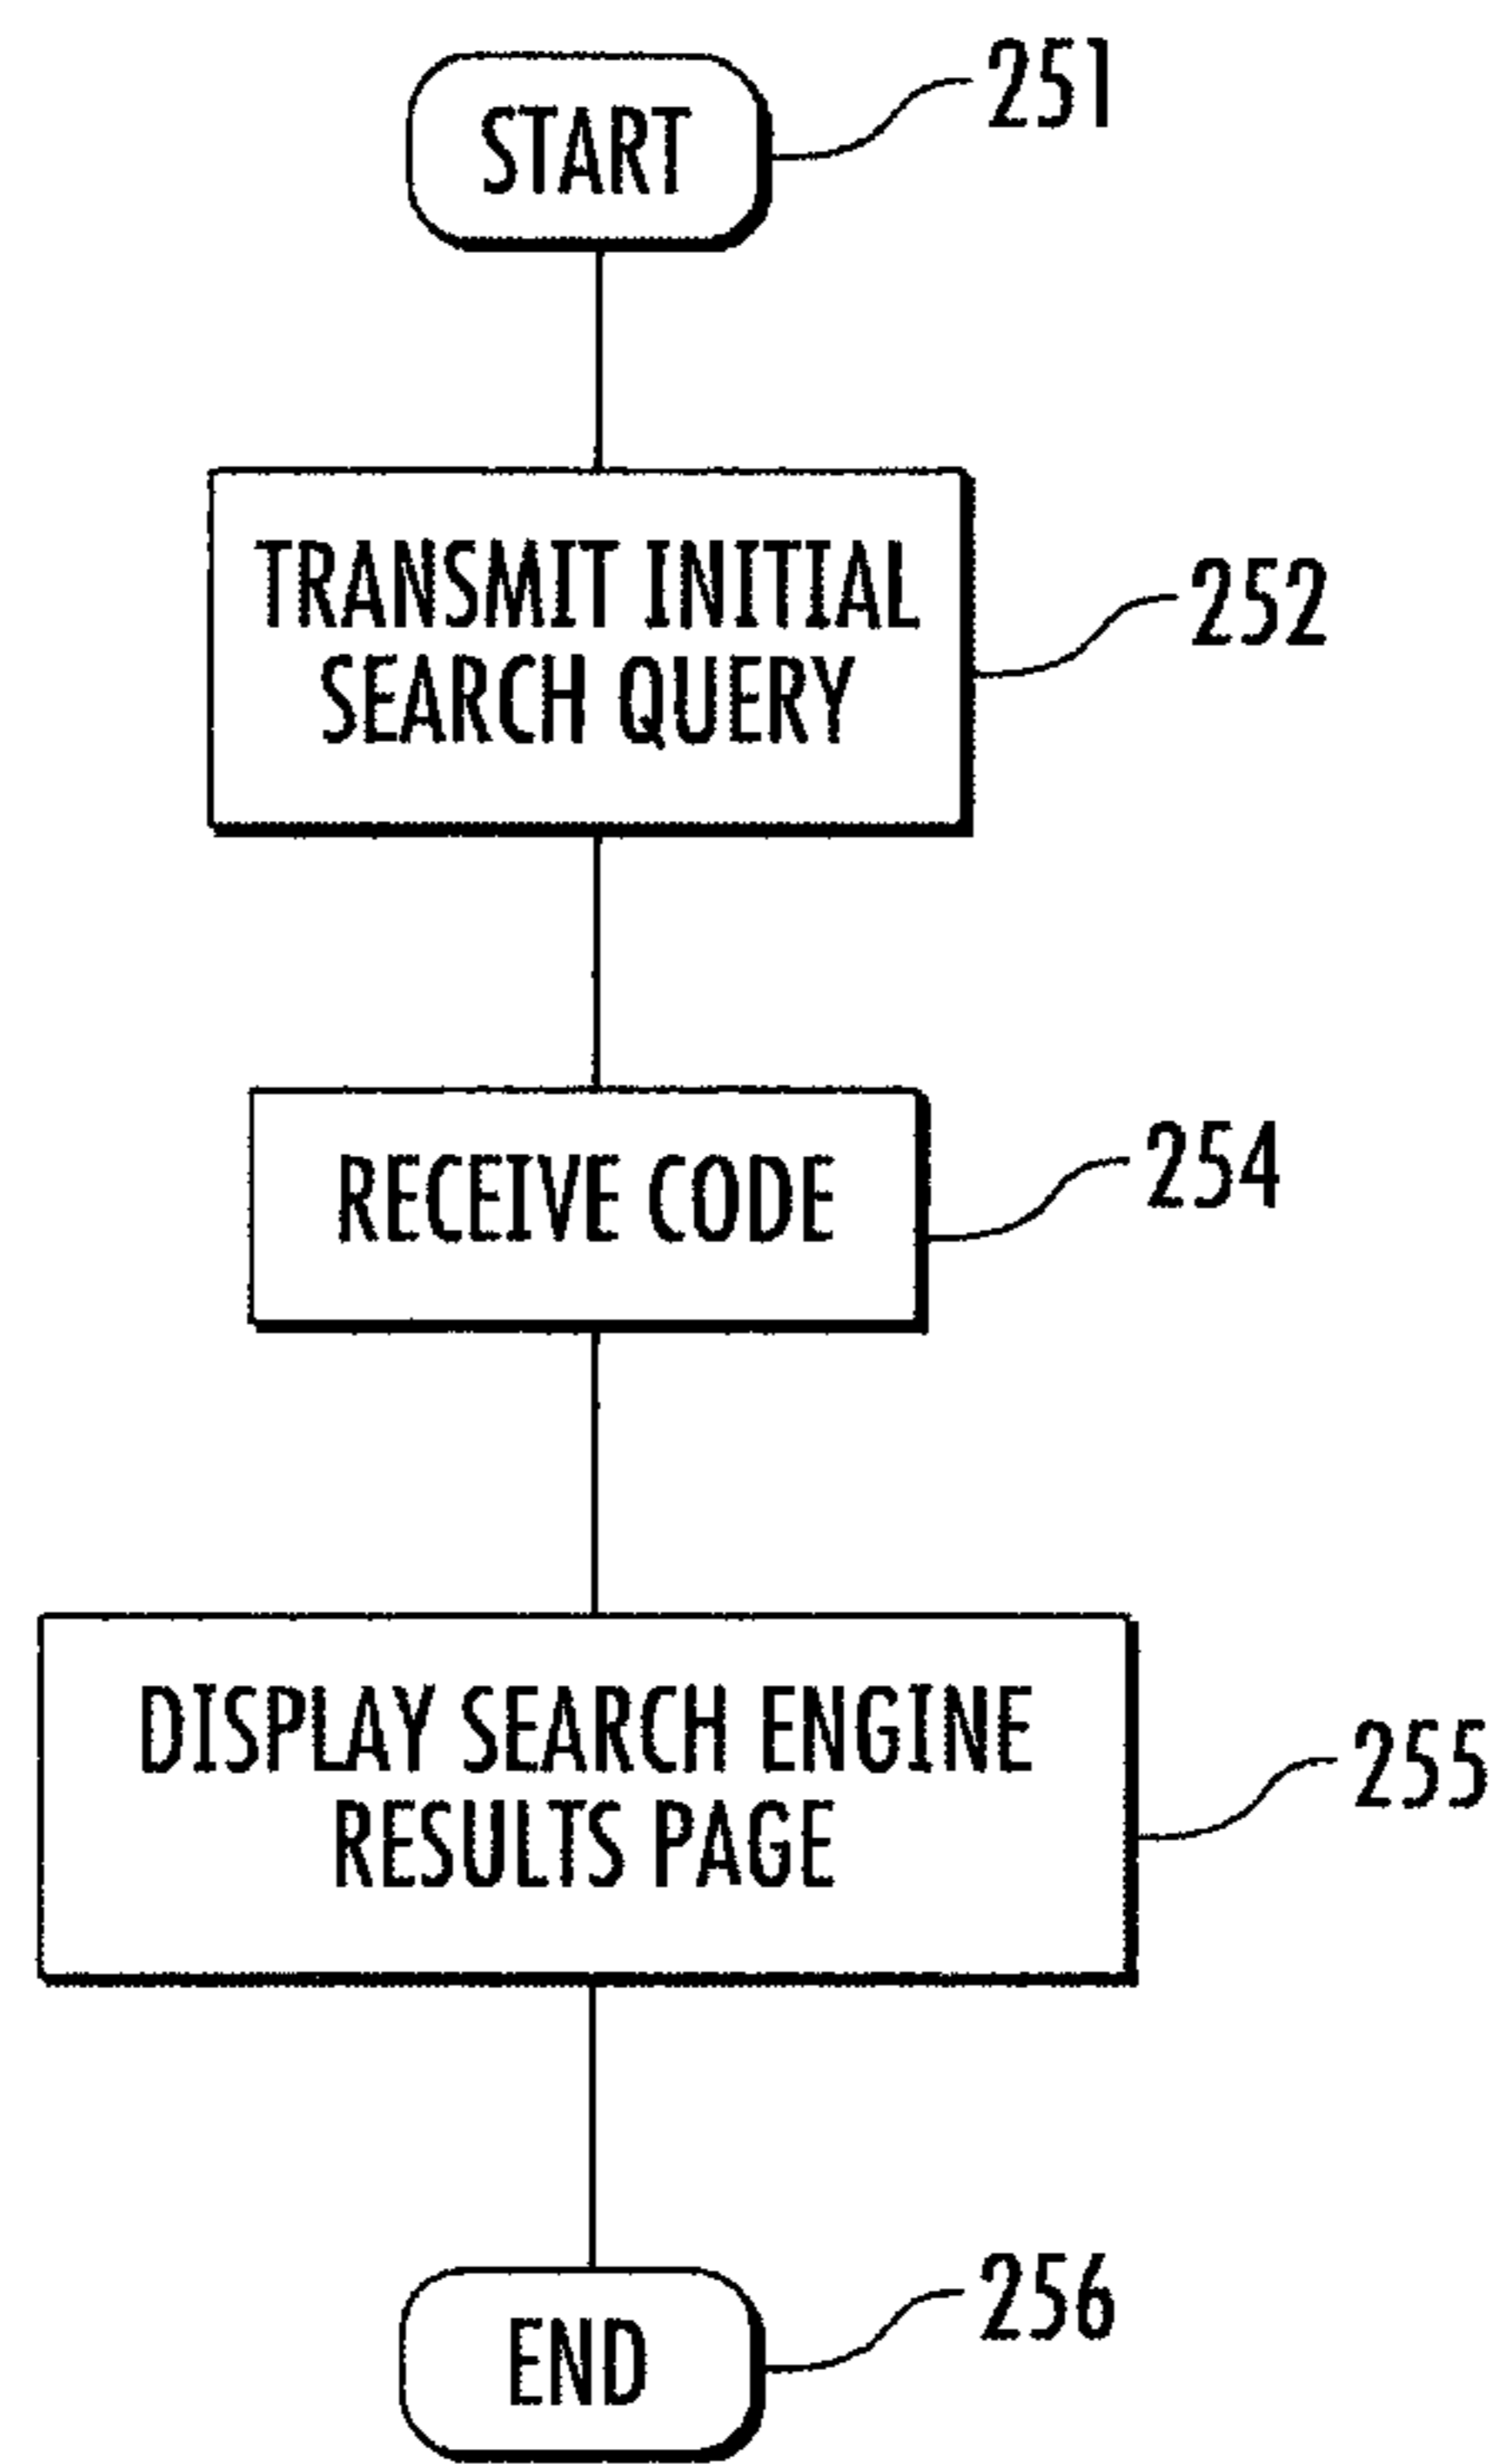 START
251
TRANSMIT INITIAL
SEARCH QUERY
252
RECEIVE CODE
254
DISPLAY SEARCH ENGINE
RESULTS PAGE
255
END
256